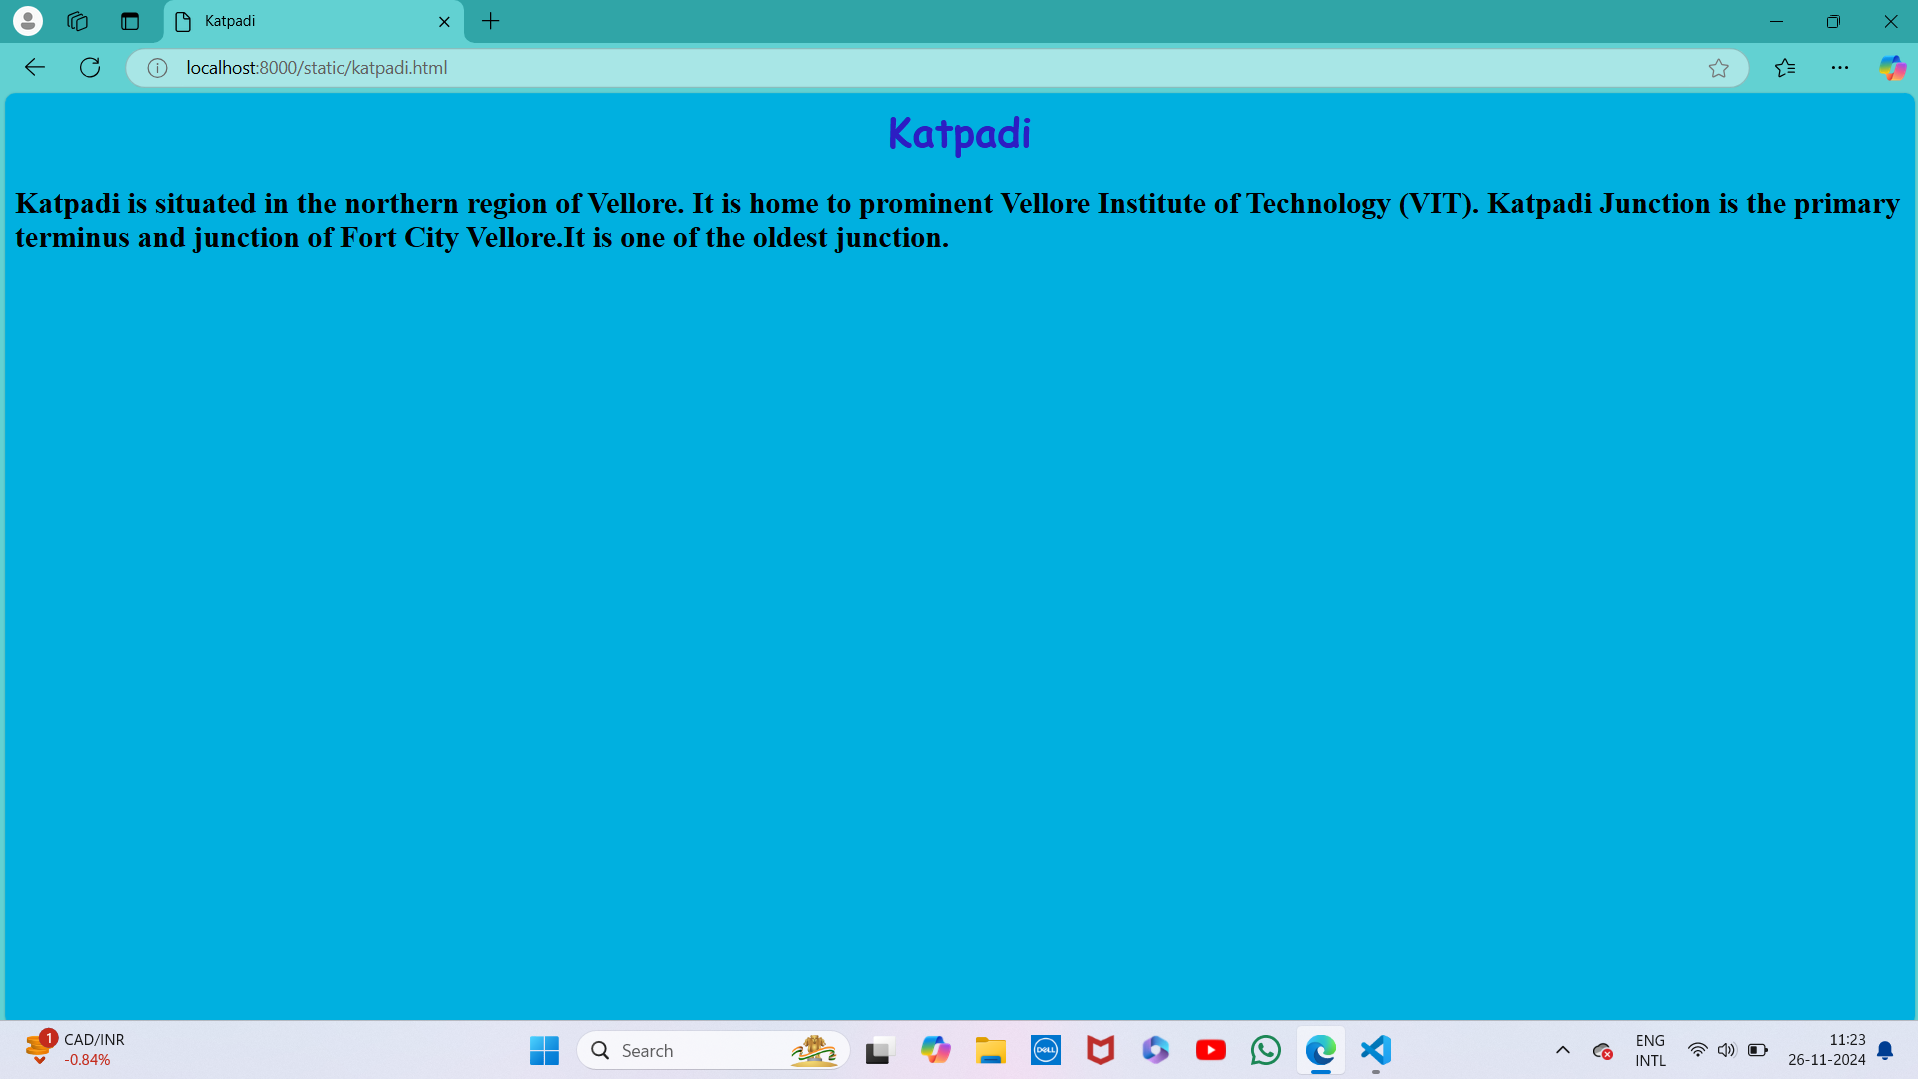 Katpadi
localhost:8000/static/katpadi.html
Katpadi
Katpadi is situated in the northern region of Vellore. It is home to prominent Vellore Institute of Technology (VIT). Katpadi Junction is the primary
terminus and junction of Fort City Vellore.It is one of the oldest junction.
1
CAD/INR
-0.84%
Search
DELL
ENG
INTL
11:23
26-11-2024